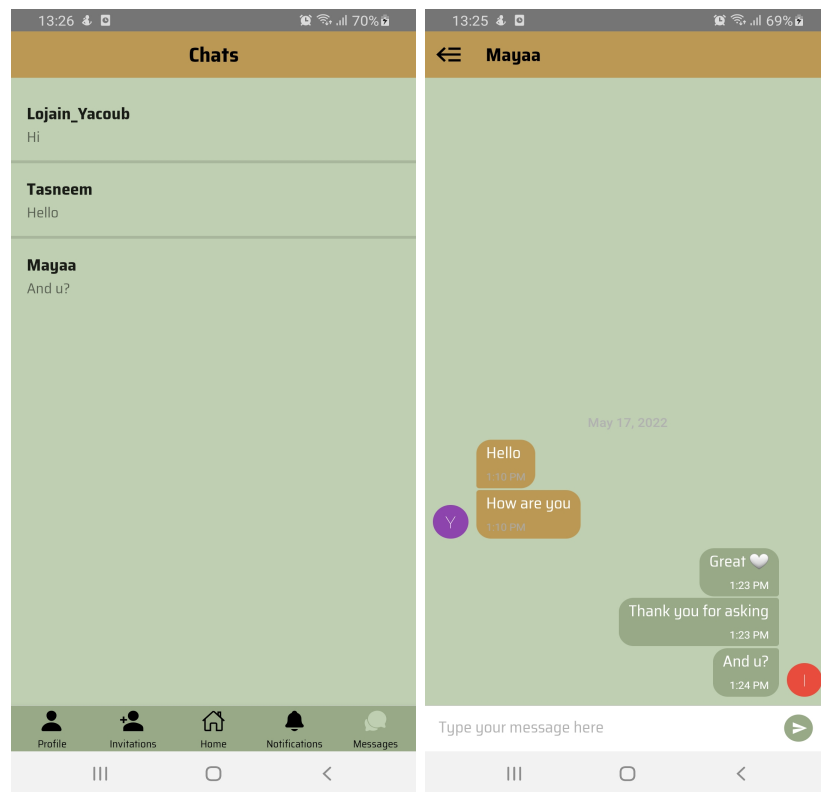 13:26
70%
Chats
Lojain_Yacoub
Hi
Tasneem
Hello
Mayaa
And u?
Profile
Invitations
Home
Notifications
Messages
13:25
69%
Mayaa
May 17, 2022
Hello
1:10 PM
How are you
1:10 PM
Y
Great 🤍
1:23 PM
Thank you for asking
1:23 PM
And u?
1:24 PM
I
Type your message here